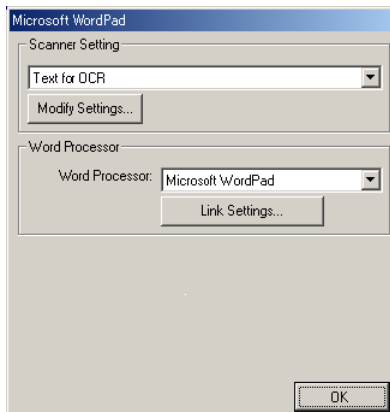 Microsoft WordPad
Scanner Setting
Text for OCR
Modify Settings...
Word Processor
Word Processor: Microsoft WordPad
Link Settings...
OK